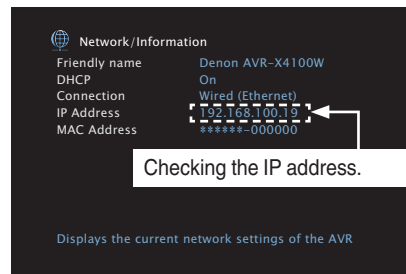 Network/Information
Friendly name Denon AVR-X4100W
DHCP On
Connection Wired (Ethernet)
IP Address 192.168.100.19
MAC Address ******-000000
Checking the IP address.
Displays the current network settings of the AVR